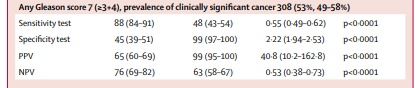 Any Gleason score 7 (≥3+4), prevalence of clinically significant cancer 308 (53%, 49–58%)
Sensitivity test 88 (84–91) 48 (43–54) 0·55 (0·49–0·62) p<0·0001
Specificity test 45 (39–51) 99 (97–100) 2·22 (1·94–2·53) p<0·0001
PPV 65 (60–69) 99 (95–100) 40·8 (10·2–162·8) p<0·0001
NPV 76 (69–82) 63 (58–67) 0·53 (0·38–0·73) p<0·0001